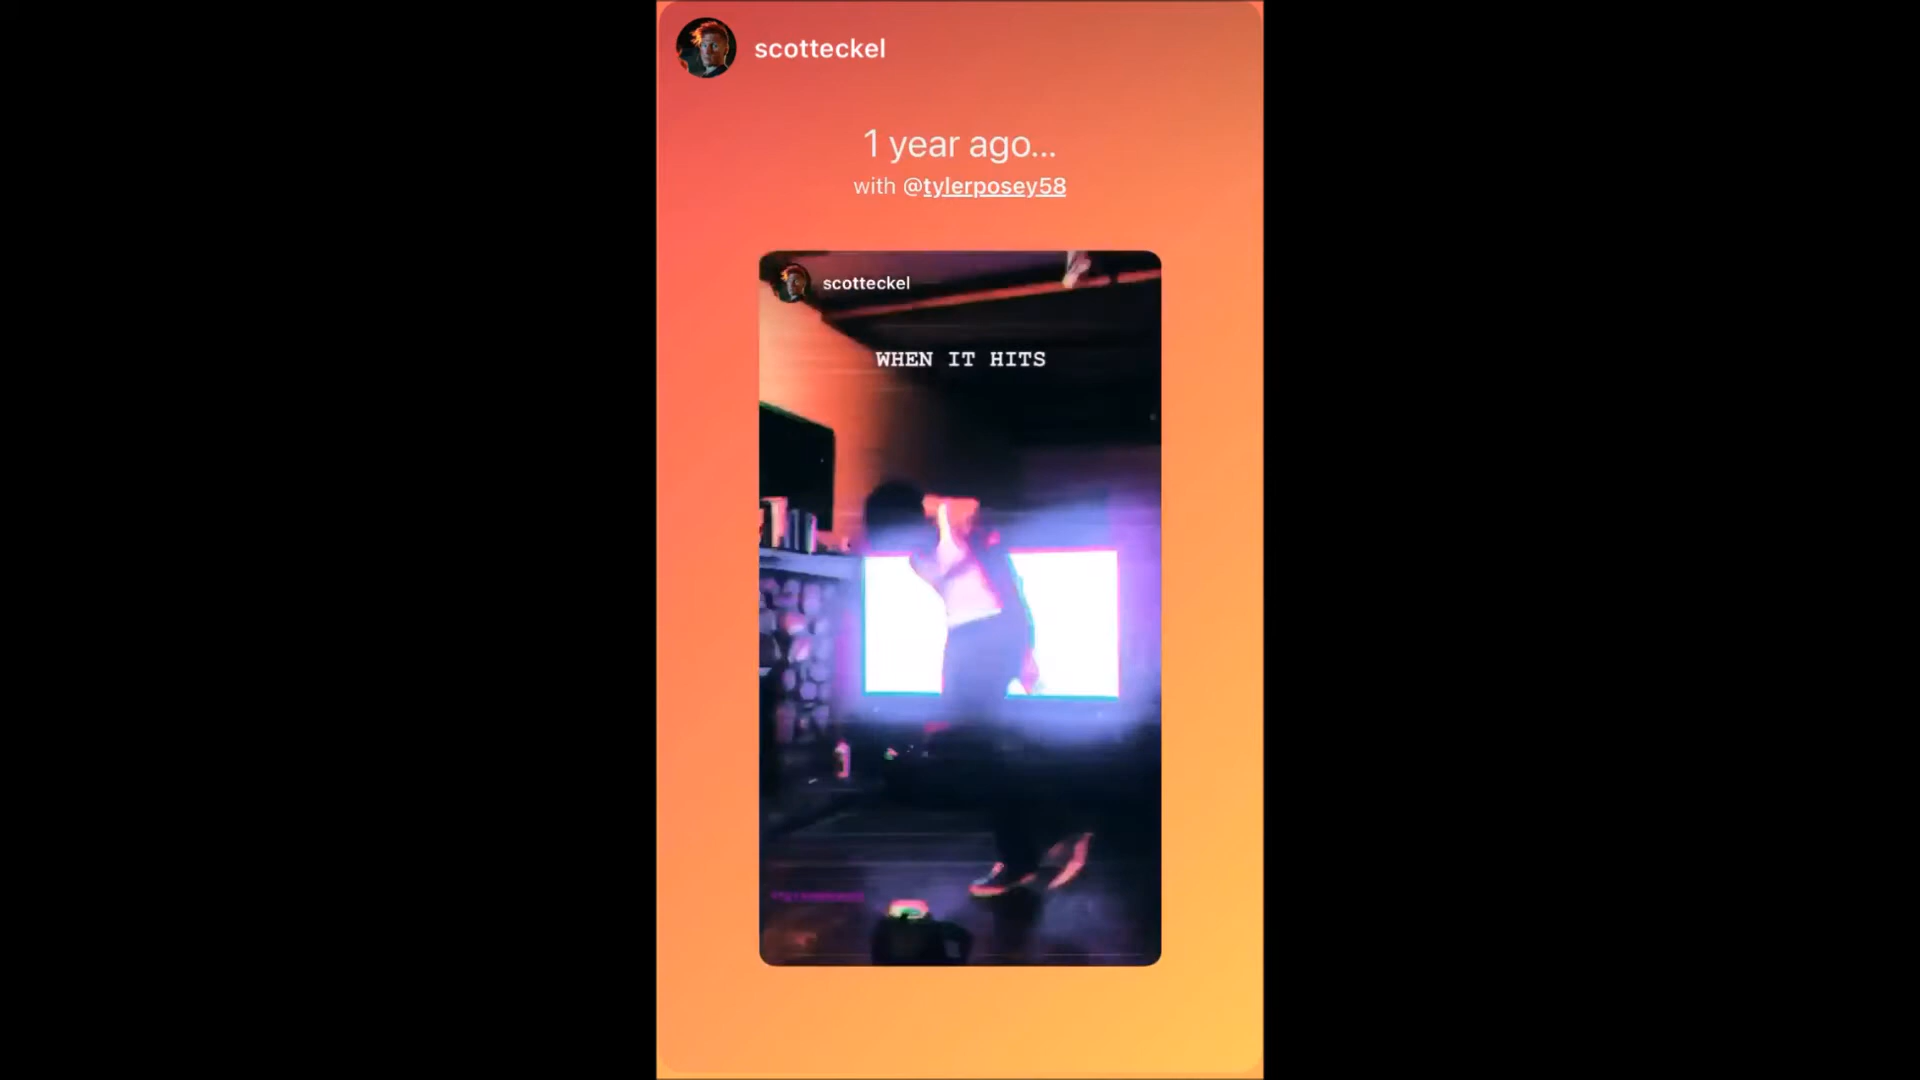 scotteckel
1 year ago...
with @tylerposey58
scotteckel
WHEN IT HITS